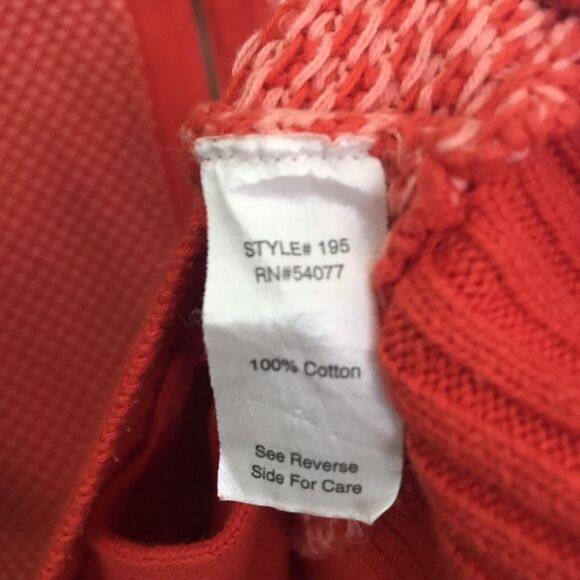 STYLE# 195
RN#54077
100% Cotton
See Reverse
Side For Care